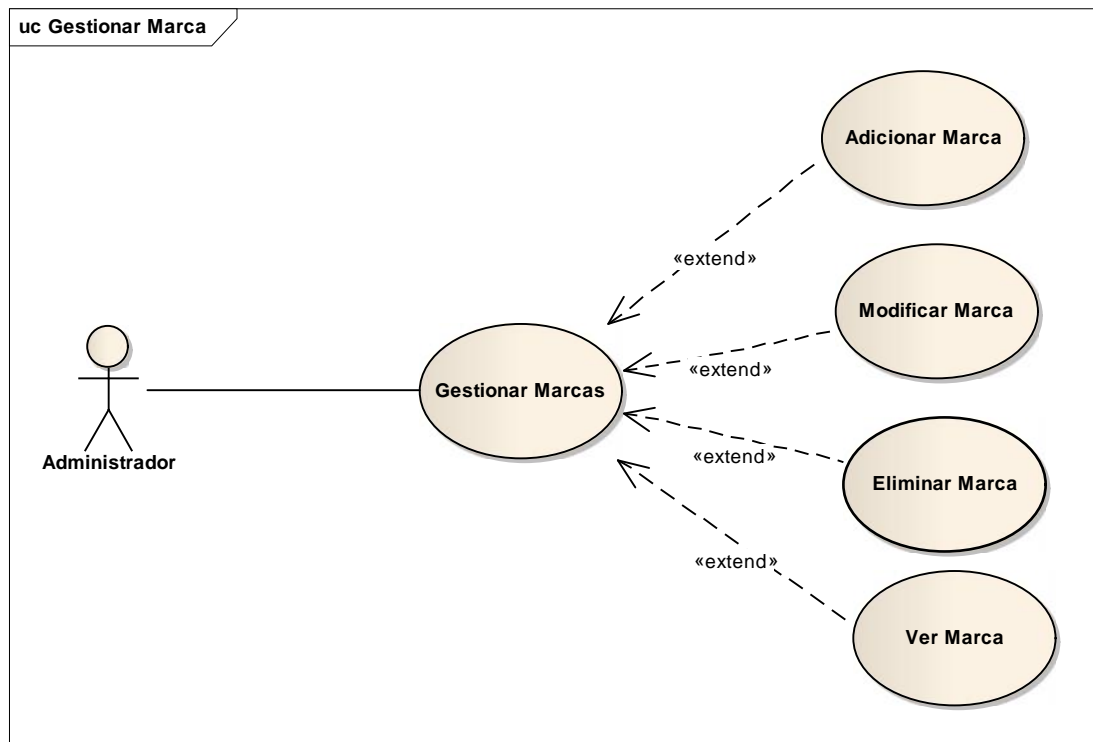 uc Gestionar Marca
Adicionar Marca
«extend»
Modificar Marca
«extend»
Gestionar Marcas
Administrador
«extend»
Eliminar Marca
«extend»
Ver Marca